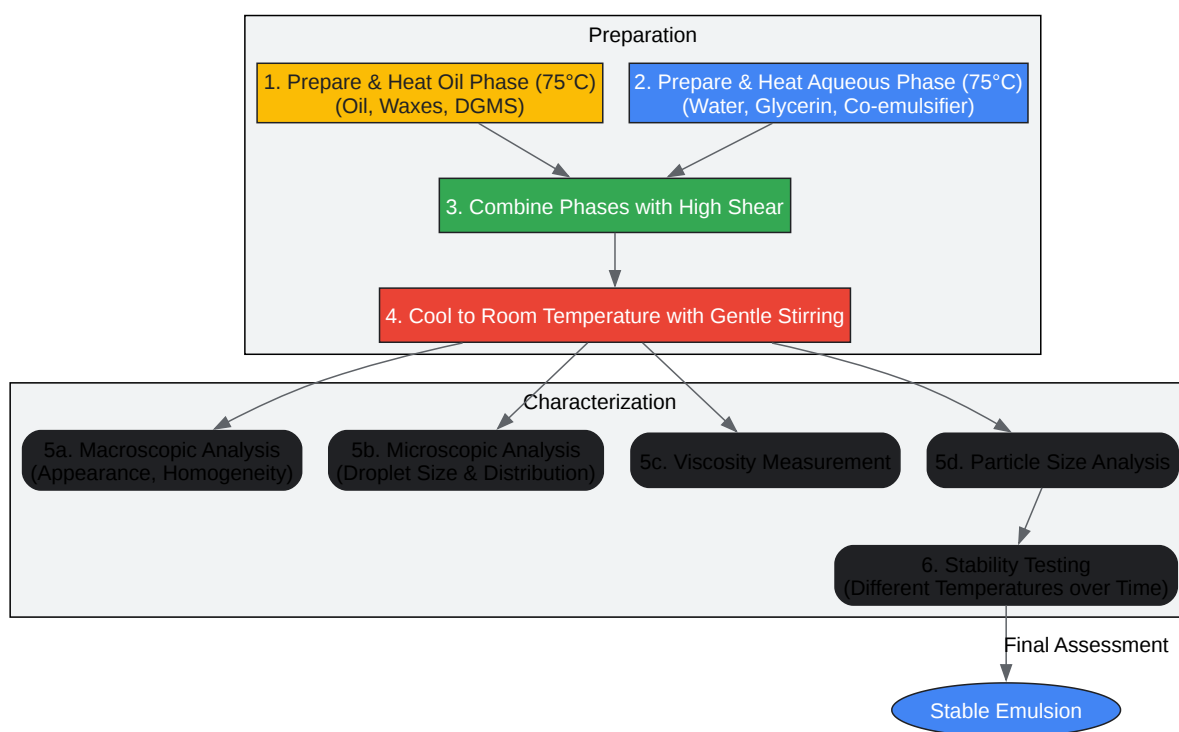 Preparation
1. Prepare & Heat Oil Phase (75°C)
(Oil, Waxes, DGMS)
2. Prepare & Heat Aqueous Phase (75°C)
(Water, Glycerin, Co-emulsifier)
3. Combine Phases with High Shear
4. Cool to Room Temperature with Gentle Stirring
Characterization
5a. Macroscopic Analysis
(Appearance, Homogeneity)
5b. Microscopic Analysis
(Droplet Size & Distribution)
5c. Viscosity Measurement
5d. Particle Size Analysis
6. Stability Testing
(Different Temperatures over Time)
Final Assessment
Stable Emulsion